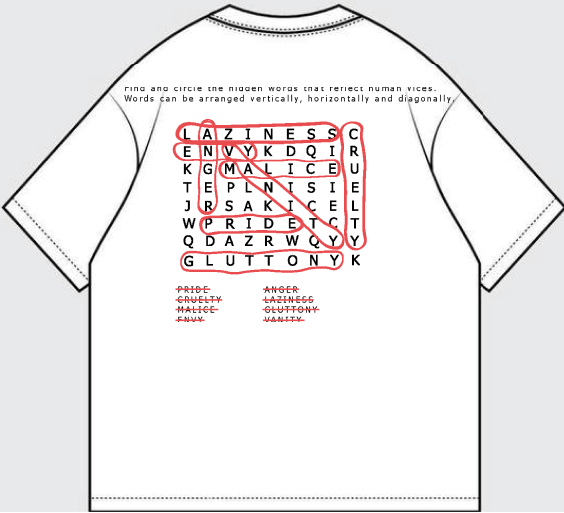 Find and circle the hidden words that reflect human vices.
Words can be arranged vertically, horizontally and diagonally.
L A Z I N E S S C
E N V Y K D Q I R
K G M A L I C E U
T E P L N I S I E
J R S A K I C E L
W P R I D E T C T
Q D A Z R W Q Y Y
G L U T T O N Y K
PRIDE ANGER
CRUELTY LAZINESS
MALICE GLUTTONY
ENVY VANITY